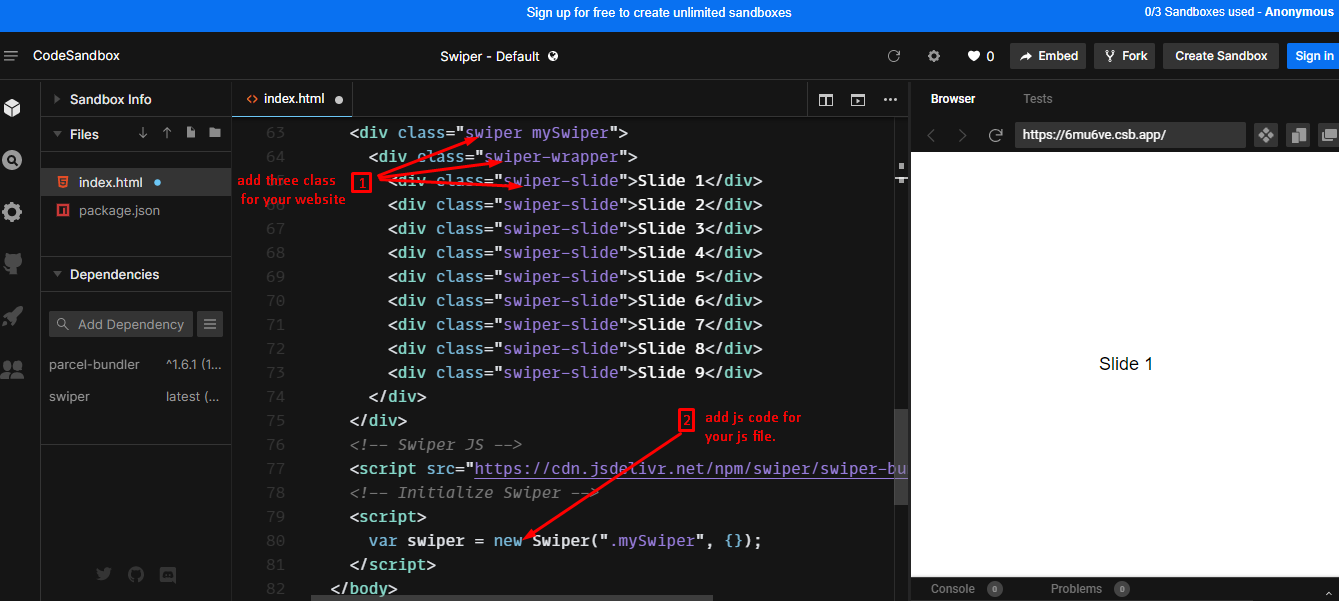 Sign up for free to create unlimited sandboxes
0/3 Sandboxes used - Anonymous
CodeSandbox
Swiper - Default
0
Embed
Fork
Create Sandbox
Sign in
Sandbox Info
Files
index.html
package.json
Dependencies
Add Dependency
parcel-bundler ^1.6.1 (1...
swiper latest (...
index.html
63 <div class="swiper mySwiper">
64 <div class="swiper-wrapper">
<div class="swiper-slide">Slide 1</div>
<div class="swiper-slide">Slide 2</div>
67 <div class="swiper-slide">Slide 3</div>
68 <div class="swiper-slide">Slide 4</div>
69 <div class="swiper-slide">Slide 5</div>
70 <div class="swiper-slide">Slide 6</div>
71 <div class="swiper-slide">Slide 7</div>
72 <div class="swiper-slide">Slide 8</div>
73 <div class="swiper-slide">Slide 9</div>
74 </div>
75 </div>
76 <!-- Swiper JS -->
77 <script src="https://cdn.jsdelivr.net/npm/swiper/swiper-bu
78 <!-- Initialize Swiper -->
79 <script>
80 var swiper = new Swiper(".mySwiper", {});
81 </script>
82 </body>
add three class
for your website
1
2
add js code for
your js file.
Browser
Tests
https://6mu6ve.csb.app/
Slide 1
Console 0
Problems 0